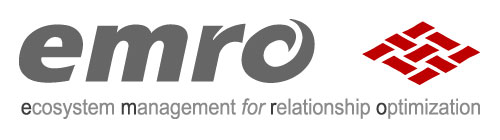 emro
ecosystem management for relationship optimization